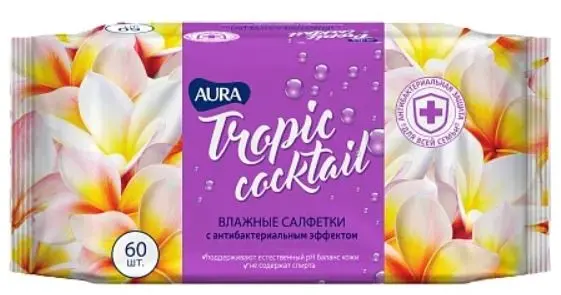 AURA
Tropic
cocktail
ВЛАЖНЫЕ САЛФЕТКИ
с антибактериальным эффектом
✓поддерживают естественный pH баланс кожи
✓не содержат спирта
60
шт.
АНТИБАКТЕРИАЛЬНАЯ ЗАЩИТА
ДЛЯ ВСЕЙ СЕМЬИ